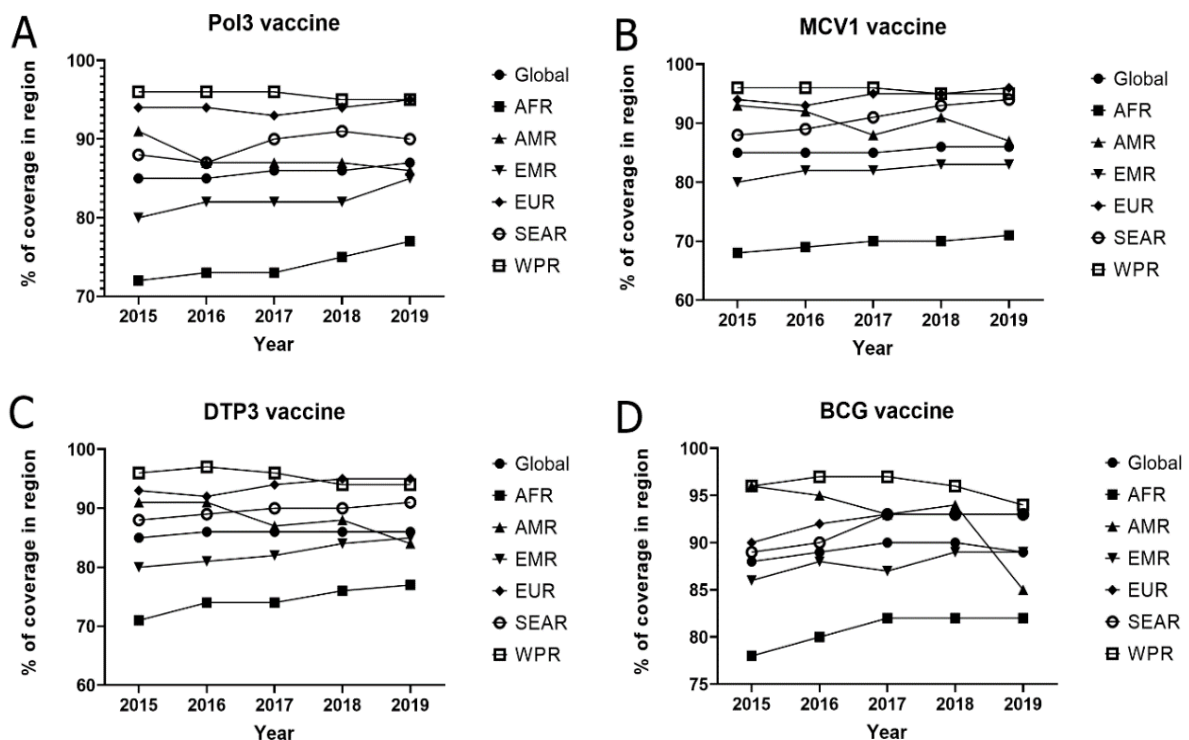 A
Pol3 vaccine
% of coverage in region
100
90
80
70
2015 2016 2017 2018 2019
Year
Global
AFR
AMR
EMR
EUR
SEAR
WPR
B
MCV1 vaccine
% of coverage in region
100
90
80
70
60
2015 2016 2017 2018 2019
Year
Global
AFR
AMR
EMR
EUR
SEAR
WPR
C
DTP3 vaccine
% of coverage in region
100
90
80
70
60
2015 2016 2017 2018 2019
Year
Global
AFR
AMR
EMR
EUR
SEAR
WPR
D
BCG vaccine
% of coverage in region
100
95
90
85
80
75
2015 2016 2017 2018 2019
Year
Global
AFR
AMR
EMR
EUR
SEAR
WPR